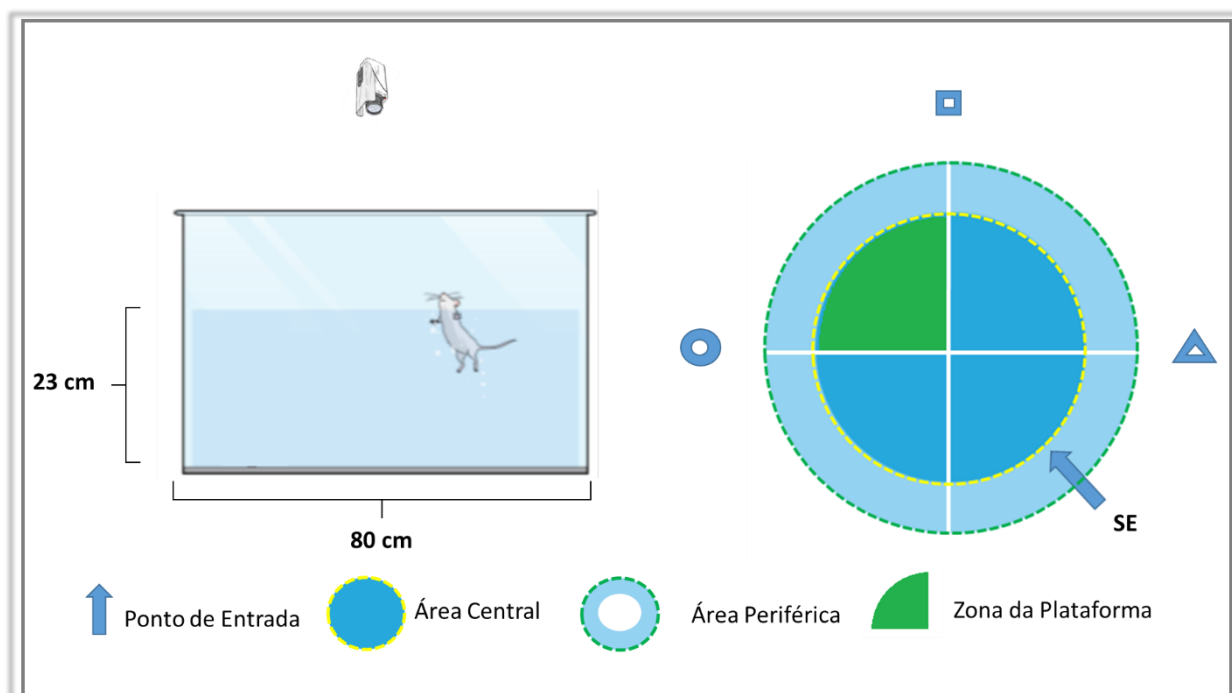 23 cm
80 cm
SE
Ponto de Entrada
Área Central
Área Periférica
Zona da Plataforma